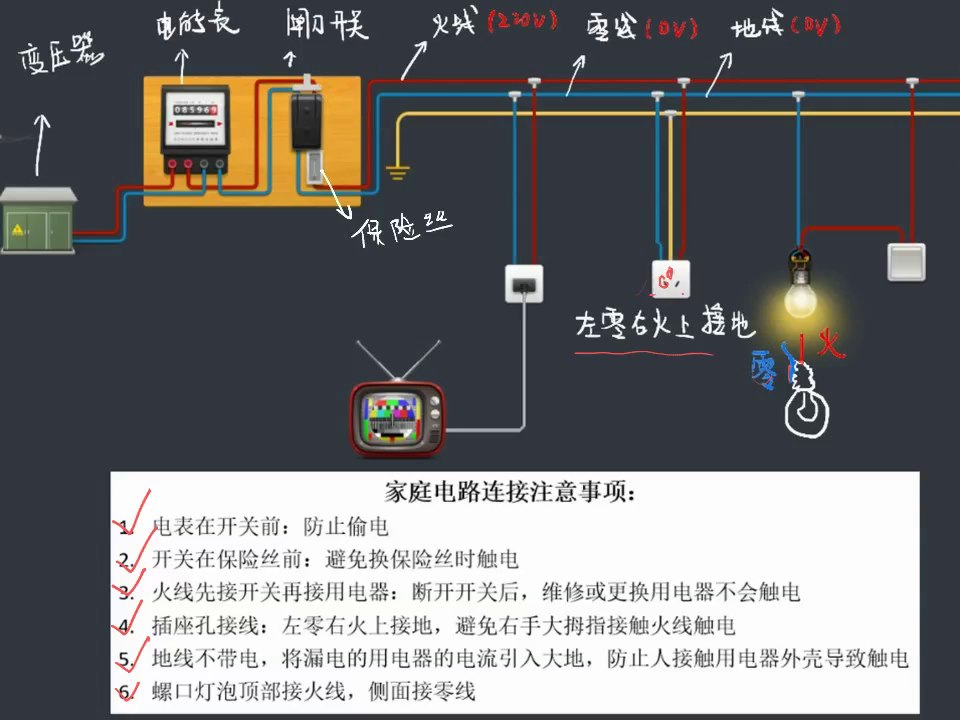 变压器
电能表
闸刀开关
火线(220V)
零线(0V)
地线(0V)
保险丝
左零右火上接地
零
火
家庭电路连接注意事项:
1. 电表在开关前: 防止偷电
2. 开关在保险丝前: 避免换保险丝时触电
3. 火线先接开关再接用电器: 断开开关后, 维修或更换用电器不会触电
4. 插座孔接线: 左零右火上接地, 避免右手大拇指接触火线触电
5. 地线不带电, 将漏电的用电器的电流引入大地, 防止人接触用电器外壳导致触电
6. 螺口灯泡顶部接火线, 侧面接零线